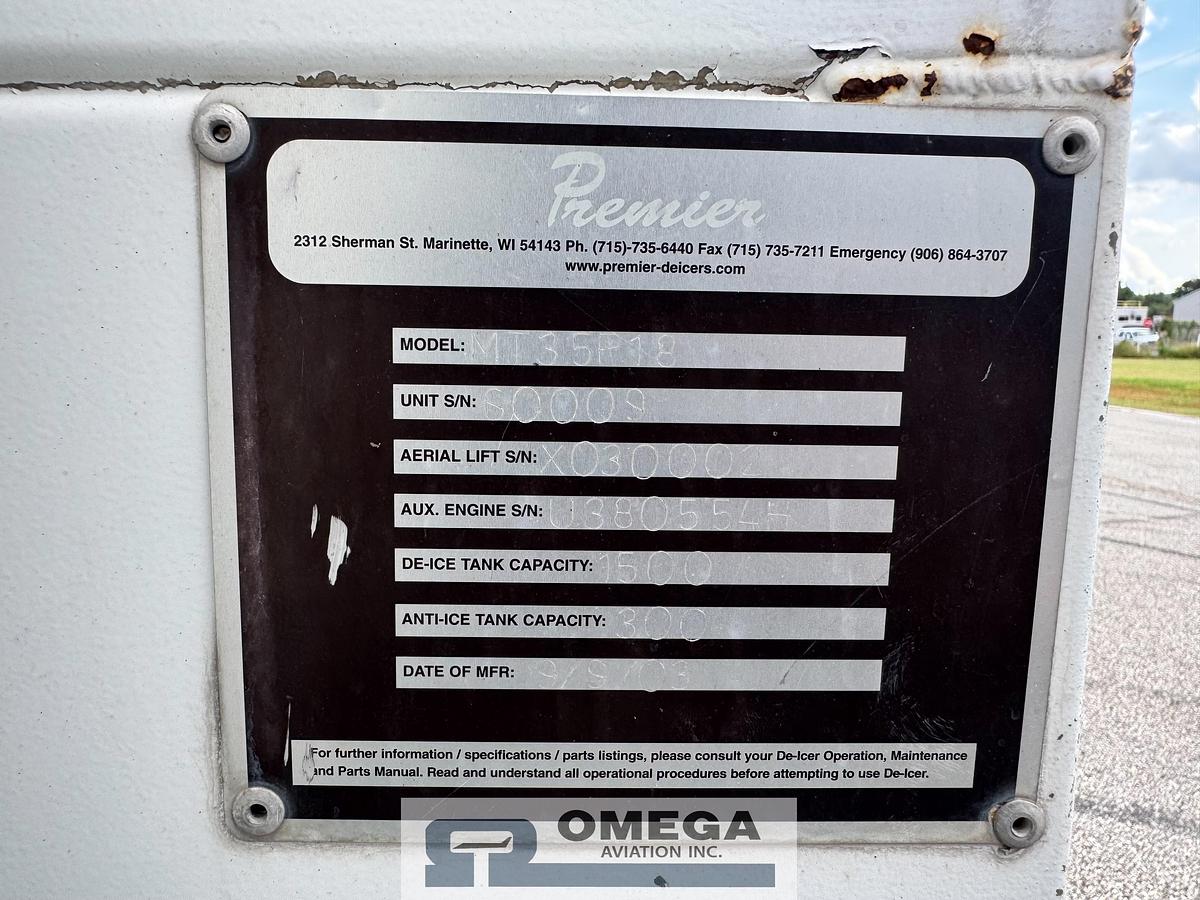 Premier
2312 Sherman St. Marinette, WI 54143 Ph. (715)-735-6440 Fax (715) 735-7211 Emergency (906) 864-3707
www.premier-deicers.com
MODEL: MT35P18
UNIT S/N: S0009
AERIAL LIFT S/N: X030002
AUX. ENGINE S/N:
DE-ICE TANK CAPACITY: 1500
ANTI-ICE TANK CAPACITY: 300
DATE OF MFR: 9/9/03
For further information / specifications / parts listings, please consult your De-Icer Operation, Maintenance
and Parts Manual. Read and understand all operational procedures before attempting to use De-Icer.
OMEGA
AVIATION INC.